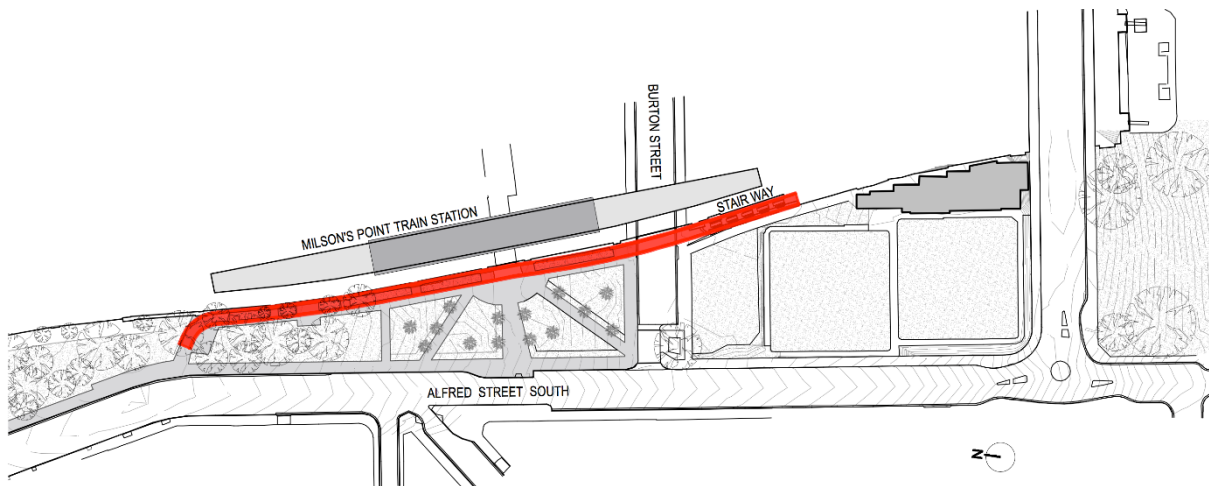 BURTON STREET
STAIR WAY
MILSON'S POINT TRAIN STATION
ALFRED STREET SOUTH
N